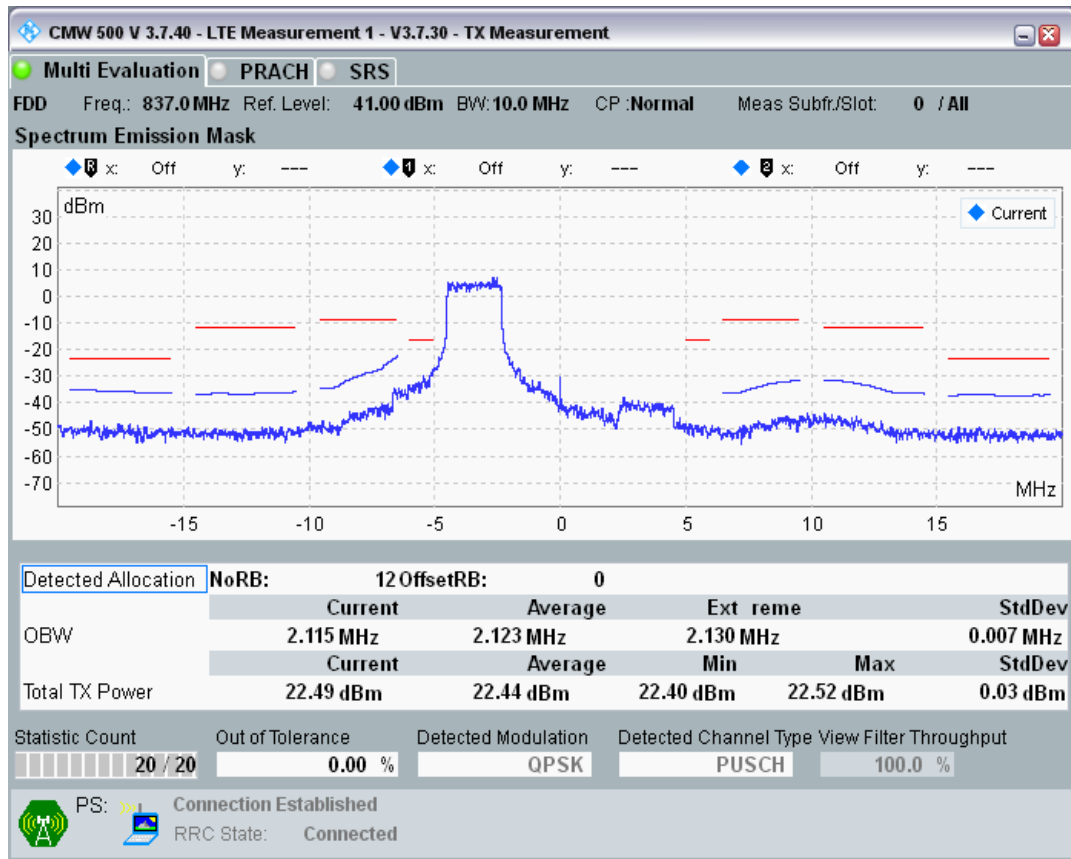 CMW 500 V 3.7.40 - LTE Measurement 1 - V3.7.30 - TX Measurement
Multi Evaluation PRACH SRS
FDD Freq.: 837.0 MHz Ref. Level: 41.00 dBm BW: 10.0 MHz CP :Normal Meas Subfr./Slot: 0 / All
Spectrum Emission Mask
R x: Off y: --- 1 x: Off y: --- 2 x: Off y: ---
dBm
Current
30
20
10
0
-10
-20
-30
-40
-50
-60
-70
MHz
-15 -10 -5 0 5 10 15
Detected Allocation NoRB: 12 OffsetRB: 0
Current Average Ext reme StdDev
OBW 2.115 MHz 2.123 MHz 2.130 MHz 0.007 MHz
Current Average Min Max StdDev
Total TX Power 22.49 dBm 22.44 dBm 22.40 dBm 22.52 dBm 0.03 dBm
Statistic Count Out of Tolerance Detected Modulation Detected Channel Type View Filter Throughput
20 / 20 0.00 % QPSK PUSCH 100.0 %
PS: Connection Established
RRC State: Connected